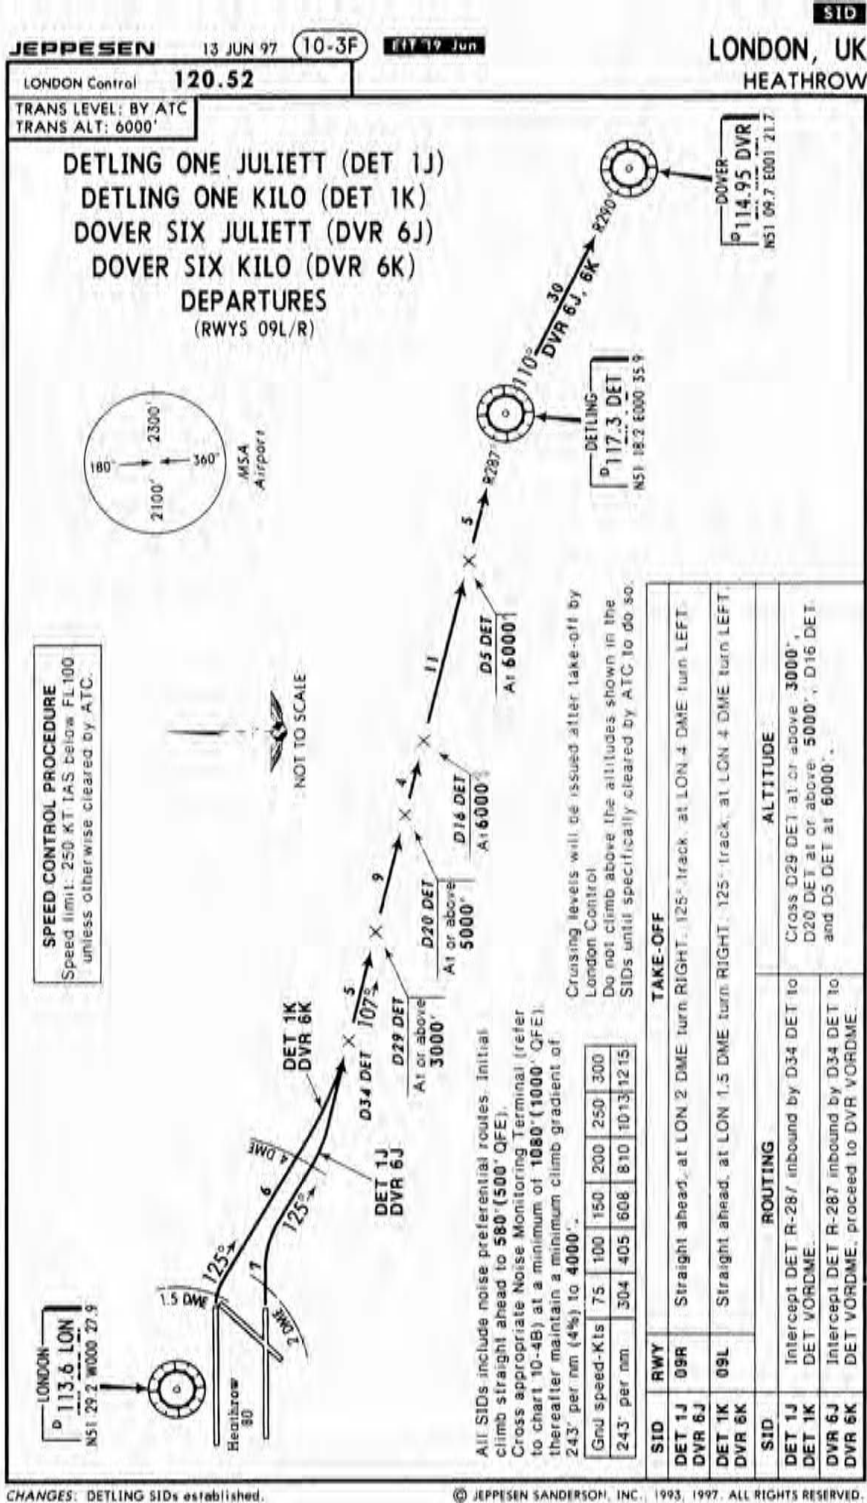 SID
JEPPESEN 13 JUN 97 10-3F EFF 19 Jun
LONDON, UK
HEATHROW
LONDON Control 120.52
TRANS LEVEL: BY ATC
TRANS ALT: 6000'
DETLING ONE JULIETT (DET 1J)
DETLING ONE KILO (DET 1K)
DOVER SIX JULIETT (DVR 6J)
DOVER SIX KILO (DVR 6K)
DEPARTURES
(RWYS 09L/R)
DOVER
D 114.95 DVR
N51 09.7 E001 21.7
R290°
30
DVR 6J, 6K
110°
DETLING
D 117.3 DET
N51 18.2 E000 35.9
R287°
180° 360°
2300'
2100'
MSA
Airport
5
D5 DET
At 6000'
11
D16 DET
At 6000'
4
D20 DET
At or above
5000'
9
D29 DET
At or above
3000'
5
107°
D34 DET
NOT TO SCALE
SPEED CONTROL PROCEDURE
Speed limit: 250 KT IAS below FL100
unless otherwise cleared by ATC.
DET 1K
DVR 6K
DET 1J
DVR 6J
4 DME
6
125°
125°
7
1.5 DME
2 DME
Heathrow
80
LONDON
D 113.6 LON
N51 29.2 W000 27.9
All SIDs include noise preferential routes. Initial
climb straight ahead to 580'(500' QFE).
Cross appropriate Noise Monitoring Terminal (refer
to chart 10-4B) at a minimum of 1080'(1000' QFE);
thereafter maintain a minimum climb gradient of
243' per nm (4%) to 4000'.
Gnd speed-Kts 75 100 150 200 250 300
243' per nm 304 405 608 810 1013 1215
Cruising levels will be issued after take-off by
London Control
Do not climb above the altitudes shown in the
SIDs until specifically cleared by ATC to do so.
SID RWY TAKE-OFF
DET 1J
DVR 6J
09R Straight ahead, at LON 2 DME turn RIGHT, 125° track, at LON 4 DME turn LEFT.
DET 1K
DVR 6K
09L Straight ahead, at LON 1.5 DME turn RIGHT, 125° track, at LON 4 DME turn LEFT.
SID ROUTING ALTITUDE
DET 1J
DET 1K
Intercept DET R-287 inbound by D34 DET to
DET VORDME.
DVR 6J
DVR 6K
Intercept DET R-287 inbound by D34 DET to
DET VORDME, proceed to DVR VORDME.
Cross D29 DET at or above 3000',
D20 DET at or above 5000', D16 DET
and D5 DET at 6000'.
CHANGES: DETLING SIDs established. © JEPPESEN SANDERSON, INC., 1993, 1997. ALL RIGHTS RESERVED.